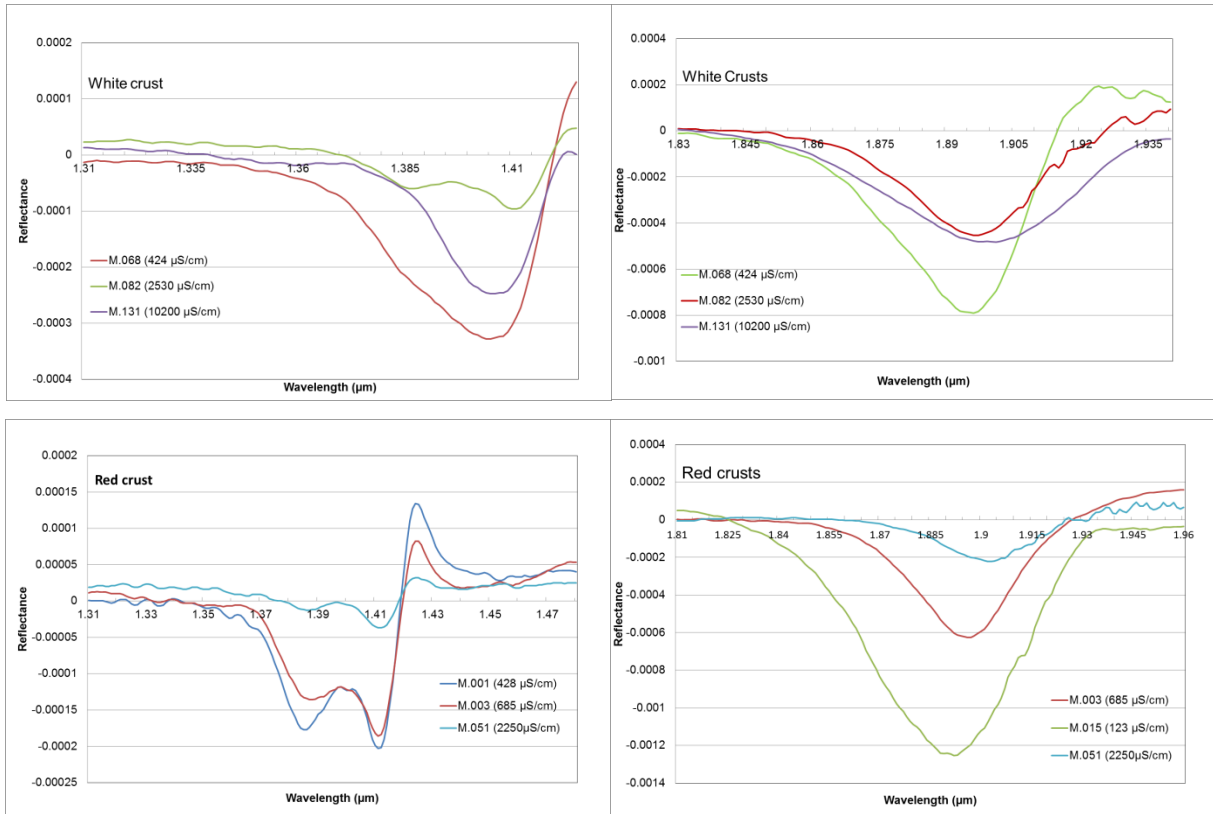 0.0002
0.0001
0
-0.0001
-0.0002
-0.0003
-0.0004
Reflectance
White crust
1.31 1.335 1.36 1.385 1.41
M.068 (424 µS/cm)
M.082 (2530 µS/cm)
M.131 (10200 µS/cm)
Wavelength (µm)
0.0004
0.0002
0
-0.0002
-0.0004
-0.0006
-0.0008
-0.001
Reflectance
White Crusts
1.83 1.845 1.86 1.875 1.89 1.905 1.92 1.935
M.068 (424 µS/cm)
M.082 (2530 µS/cm)
M.131 (10200 µS/cm)
Wavelength (µm)
0.0002
0.00015
0.0001
0.00005
0
-0.00005
-0.0001
-0.00015
-0.0002
-0.00025
Reflectance
Red crust
1.31 1.33 1.35 1.37 1.39 1.41 1.43 1.45 1.47
M.001 (428 µS/cm)
M.003 (685 µS/cm)
M.051 (2250µS/cm)
Wavelength (µm)
0.0004
0.0002
0
-0.0002
-0.0004
-0.0006
-0.0008
-0.001
-0.0012
-0.0014
Reflectance
Red crusts
1.81 1.825 1.84 1.855 1.87 1.885 1.9 1.915 1.93 1.945 1.96
M.003 (685 µS/cm)
M.015 (123 µS/cm)
M.051 (2250µS/cm)
Wavelength (µm)